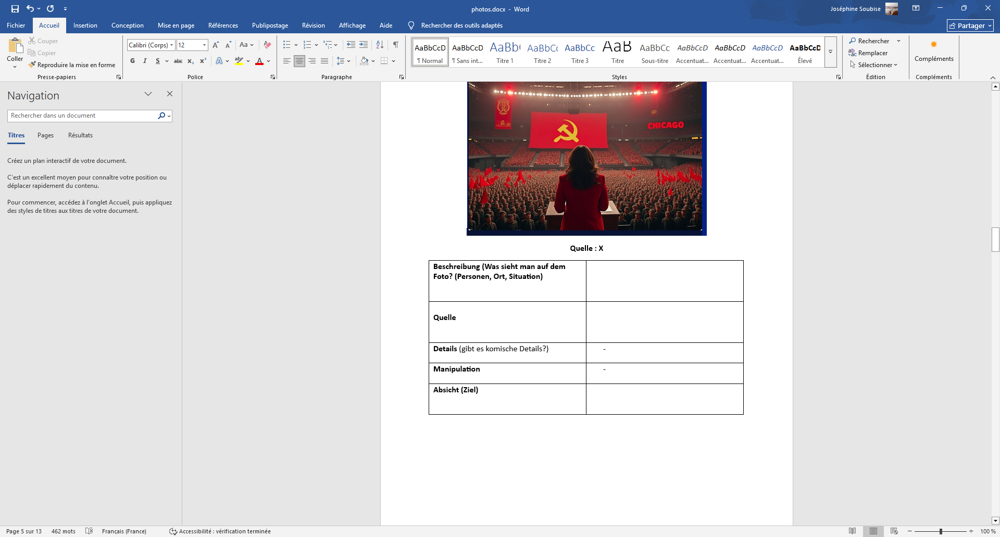 photos.docx - Word
Joséphine Soubise
Fichier Accueil Insertion Conception Mise en page Références Publipostage Révision Affichage Aide Rechercher des outils adaptés
Partager
Coller
Couper
Copier
Reproduire la mise en forme
Presse-papiers
Calibri (Corps) 12
Aa
G I S abc x₂ x² A ab A
Police
Paragraphe
AaBbCcD AaBbCcD AaBb( AaBbC( AaBbCc AaB AaBbCc AaBbCcD AaBbCcD AaBbCcD AaBbCcD
¶ Normal ¶ Sans int... Titre 1 Titre 2 Titre 3 Titre Sous-titre Accentuat... Accentuat... Accentuat... Élevé
Styles
Rechercher
Remplacer
Sélectionner
Édition
Compléments
Compléments
Navigation
Rechercher dans un document
Titres Pages Résultats
Créez un plan interactif de votre document.
C'est un excellent moyen pour connaître votre position ou
déplacer rapidement du contenu.
Pour commencer, accédez à l'onglet Accueil, puis appliquez
des styles de titres aux titres de votre document.
CHICAGO
Quelle : X
Beschreibung (Was sieht man auf dem
Foto? (Personen, Ort, Situation)
Quelle
Details (gibt es komische Details?) -
Manipulation -
Absicht (Ziel)
Page 5 sur 13 462 mots Français (France) Accessibilité : vérification terminée
100 %